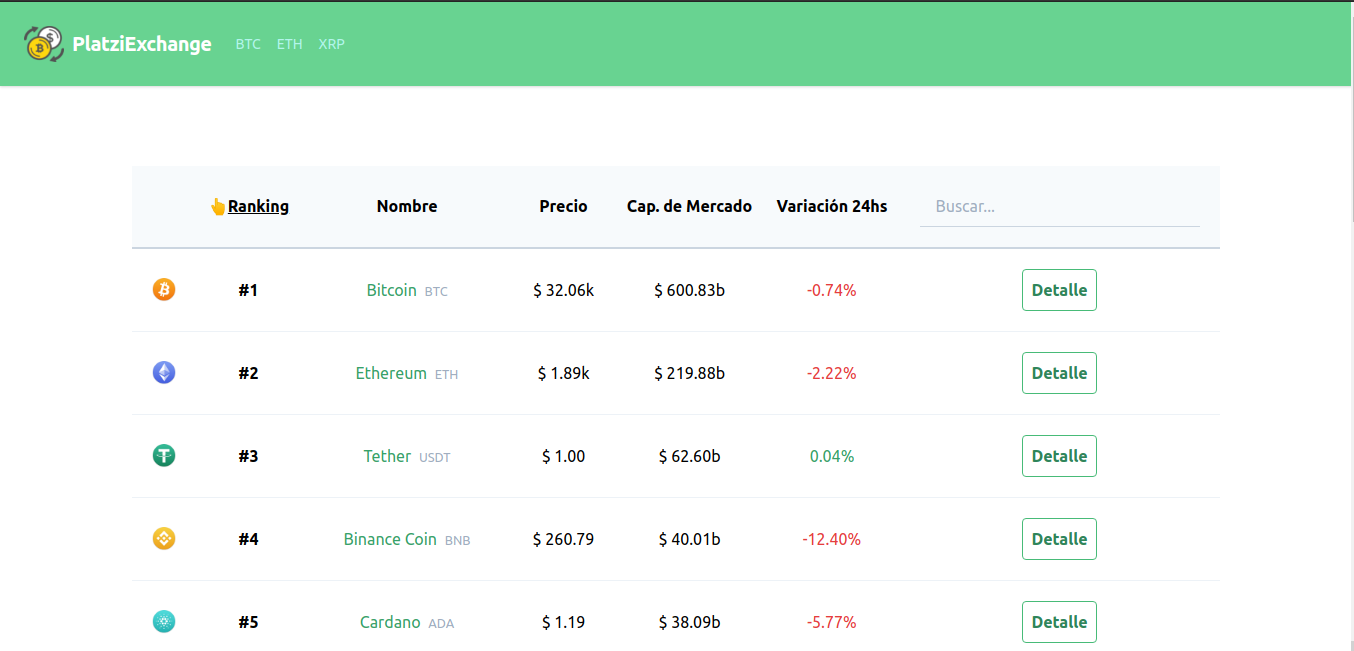 PlatziExchange BTC ETH XRP
👆Ranking Nombre Precio Cap. de Mercado Variación 24hs Buscar...
#1 Bitcoin BTC $ 32.06k $ 600.83b -0.74% Detalle
#2 Ethereum ETH $ 1.89k $ 219.88b -2.22% Detalle
#3 Tether USDT $ 1.00 $ 62.60b 0.04% Detalle
#4 Binance Coin BNB $ 260.79 $ 40.01b -12.40% Detalle
#5 Cardano ADA $ 1.19 $ 38.09b -5.77% Detalle